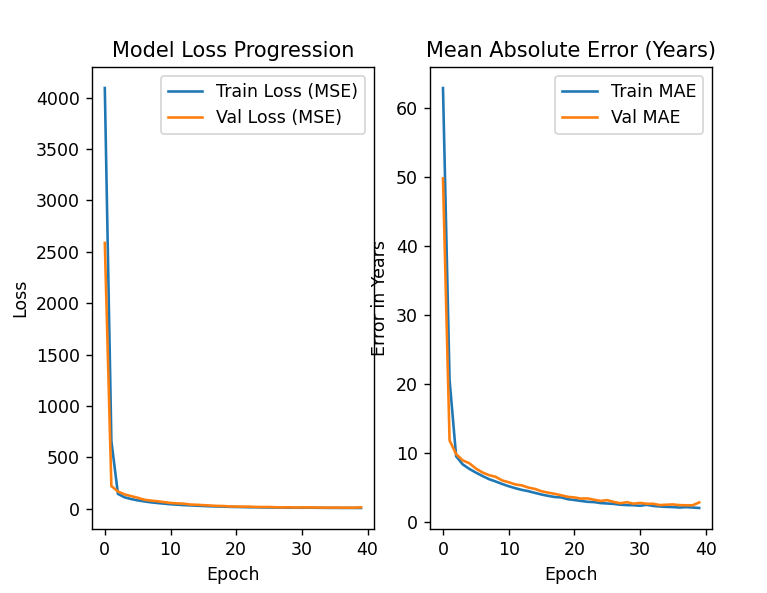 Model Loss Progression
Train Loss (MSE)
Val Loss (MSE)
4000
3500
3000
2500
2000
1500
1000
500
0
Loss
0 10 20 30 40
Epoch
Mean Absolute Error (Years)
Train MAE
Val MAE
60
50
40
30
20
10
0
Error in Years
0 10 20 30 40
Epoch